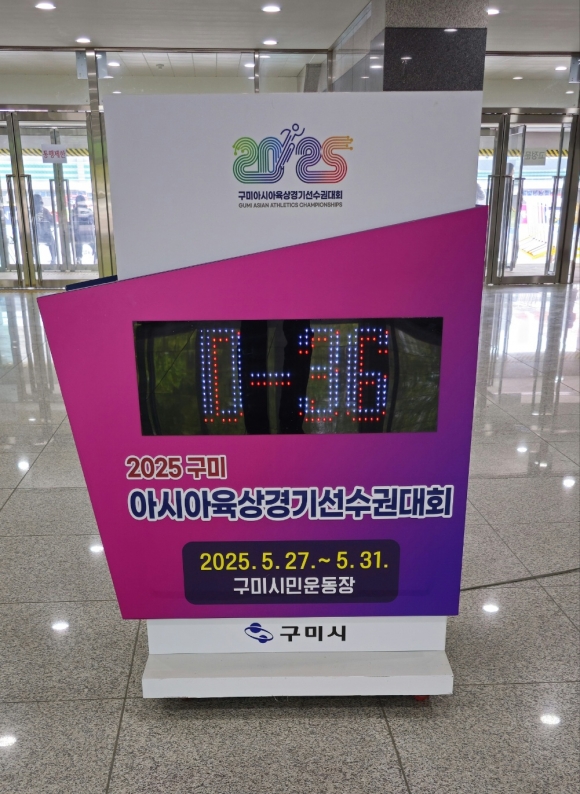 2025
구미아시아육상경기선수권대회
GUMI ASIAN ATHLETICS CHAMPIONSHIPS
D-36
2025 구미
아시아육상경기선수권대회
2025. 5. 27. ~ 5. 31.
구미시민운동장
구미시